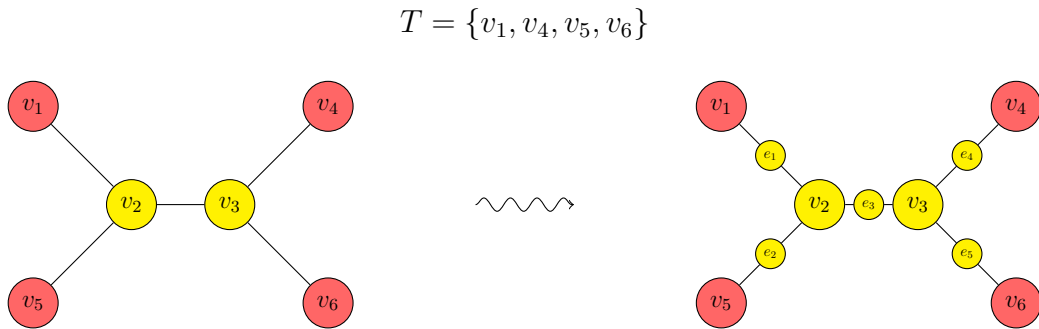 T = {v₁, v₄, v₅, v₆}
v₁ v₄ v₁ v₄
e₁ e₄
v₂ v₃ v₂ e₃ v₃
e₂ e₅
v₅ v₆ v₅ v₆